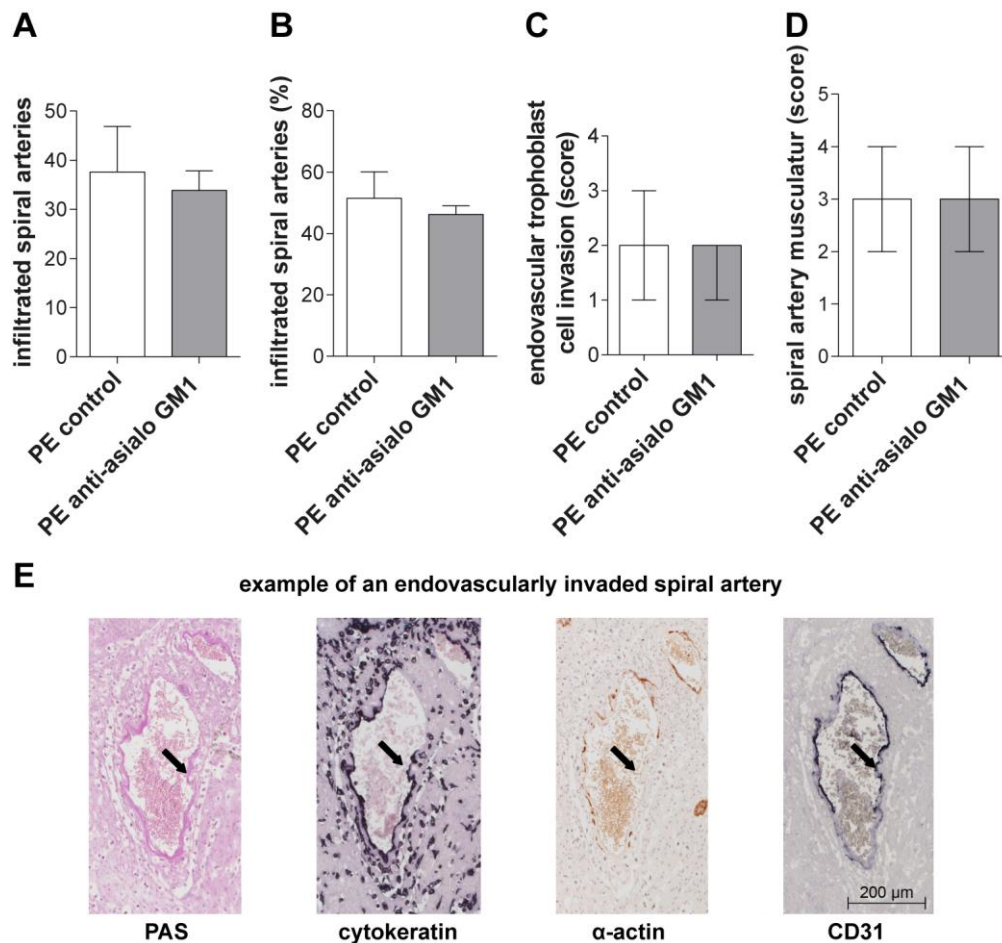 A
infiltrated spiral arteries
50
40
30
20
10
0
PE control
PE anti-asialo GM1
B
infiltrated spiral arteries (%)
80
60
40
20
0
PE control
PE anti-asialo GM1
C
endovascular trophoblast
cell invasion (score)
4
3
2
1
0
PE control
PE anti-asialo GM1
D
spiral artery musculatur (score)
5
4
3
2
1
0
PE control
PE anti-asialo GM1
E
example of an endovascularly invaded spiral artery
200 µm
PAS
cytokeratin
α-actin
CD31